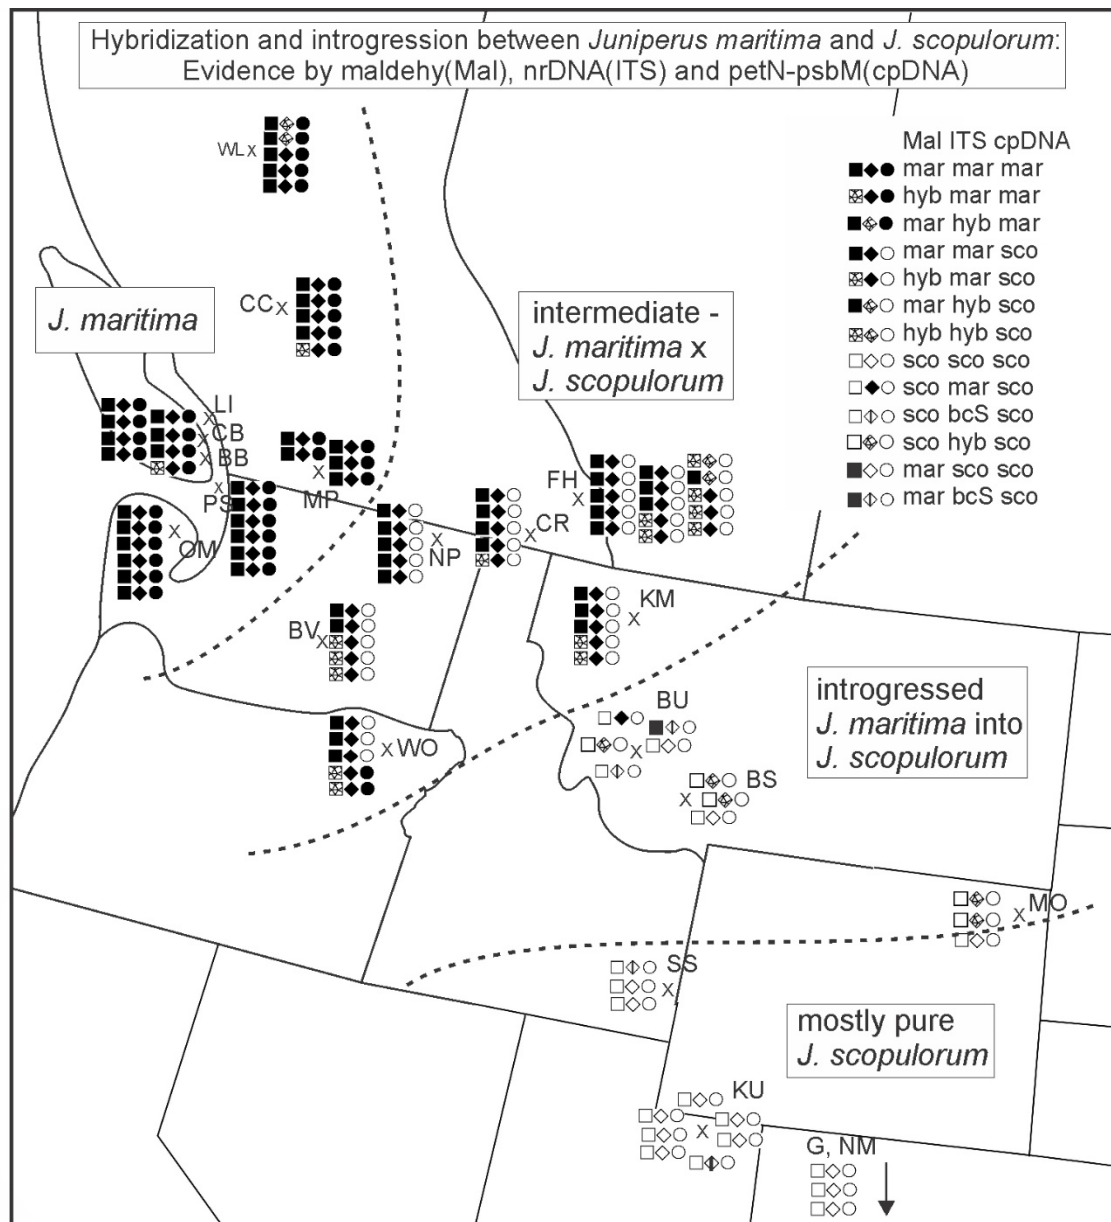 Hybridization and introgression between Juniperus maritima and J. scopulorum:
Evidence by maldehy(Mal), nrDNA(ITS) and petN-psbM(cpDNA)
Mal ITS cpDNA
mar mar mar
hyb mar mar
mar hyb mar
mar mar sco
hyb mar sco
mar hyb sco
hyb hyb sco
sco sco sco
sco mar sco
sco bcS sco
sco hyb sco
mar sco sco
mar bcS sco
WL x
CC x
J. maritima
intermediate -
J. maritima x
J. scopulorum
LI
x
CB
x
BB
x
PS
x
OM
x
MP
x
NP
x
CR
x
FH
x
BV
x
KM
x
WO
x
BU
x
BS
x
introgressed
J. maritima into
J. scopulorum
MO
x
SS
x
mostly pure
J. scopulorum
KU
x
G, NM